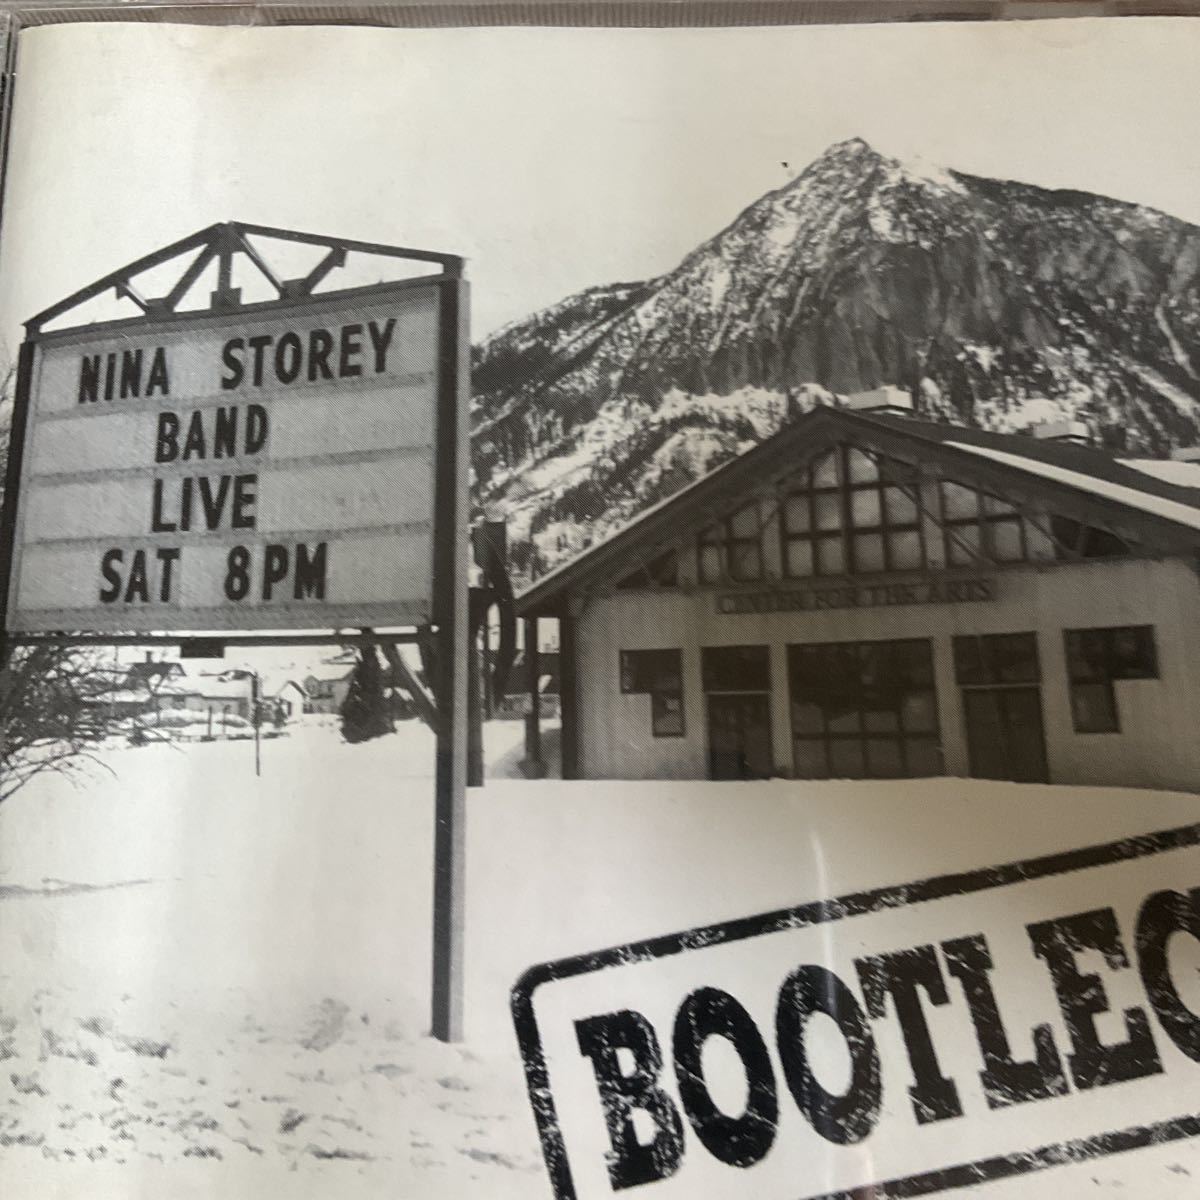 NINA STOREY
BAND
LIVE
SAT 8PM
CENTER FOR THE ARTS
BOOTLEG